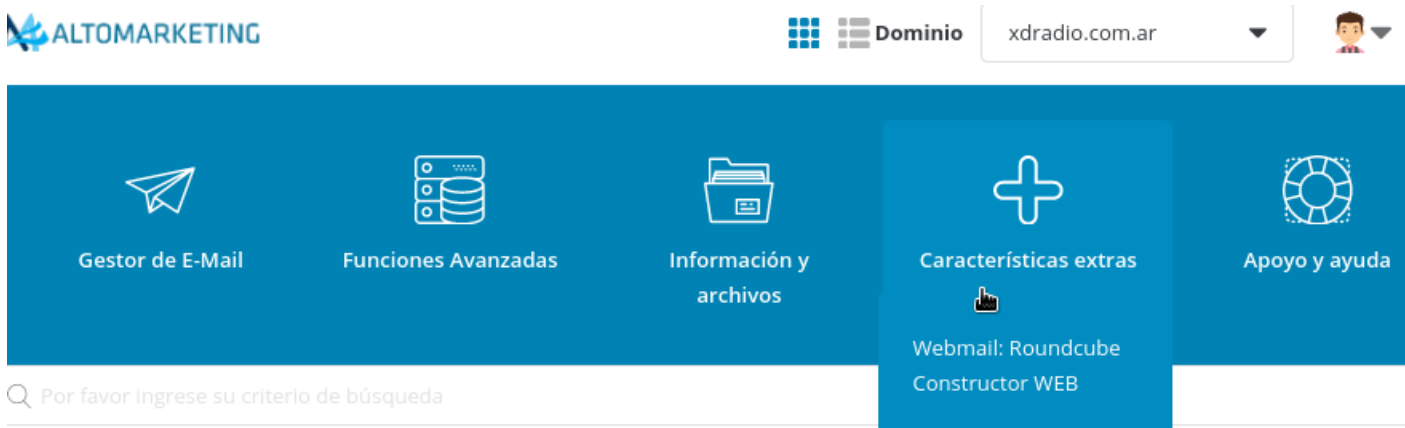 ALTOMARKETING
Dominio
xdradio.com.ar
Gestor de E-Mail
Funciones Avanzadas
Información y
archivos
Características extras
Apoyo y ayuda
Webmail: Roundcube
Constructor WEB
Por favor ingrese su criterio de búsqueda